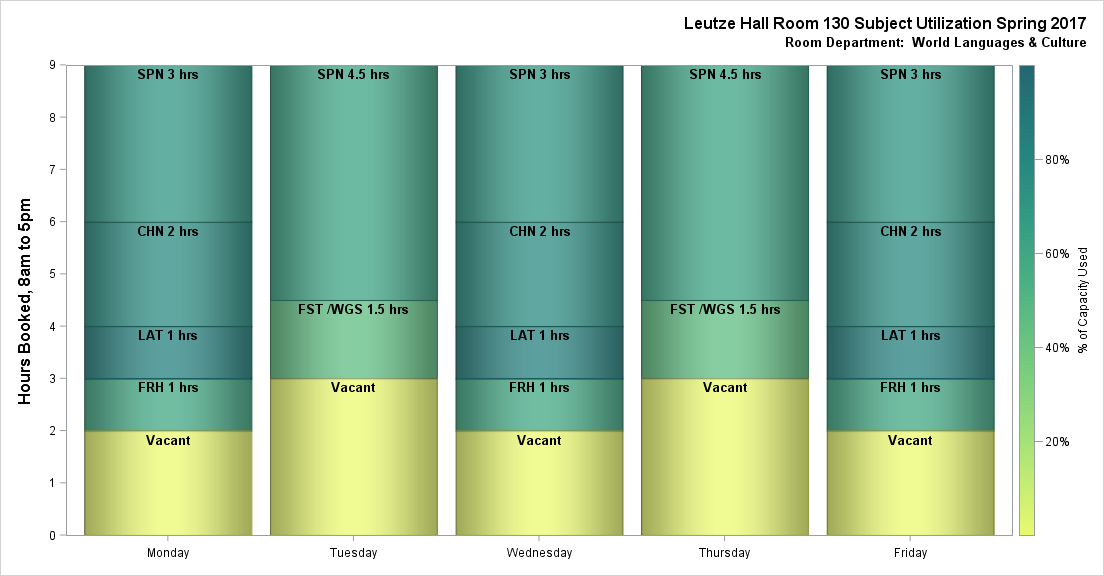 Leutze Hall Room 130 Subject Utilization Spring 2017
Room Department:  World Languages & Culture
Hours Booked, 8am to 5pm
9
8
7
6
5
4
3
2
1
0
SPN 3 hrs
CHN 2 hrs
LAT 1 hrs
FRH 1 hrs
Vacant
SPN 4.5 hrs
FST /WGS 1.5 hrs
Vacant
SPN 3 hrs
CHN 2 hrs
LAT 1 hrs
FRH 1 hrs
Vacant
SPN 4.5 hrs
FST /WGS 1.5 hrs
Vacant
SPN 3 hrs
CHN 2 hrs
LAT 1 hrs
FRH 1 hrs
Vacant
Monday
Tuesday
Wednesday
Thursday
Friday
80%
60%
40%
20%
% of Capacity Used